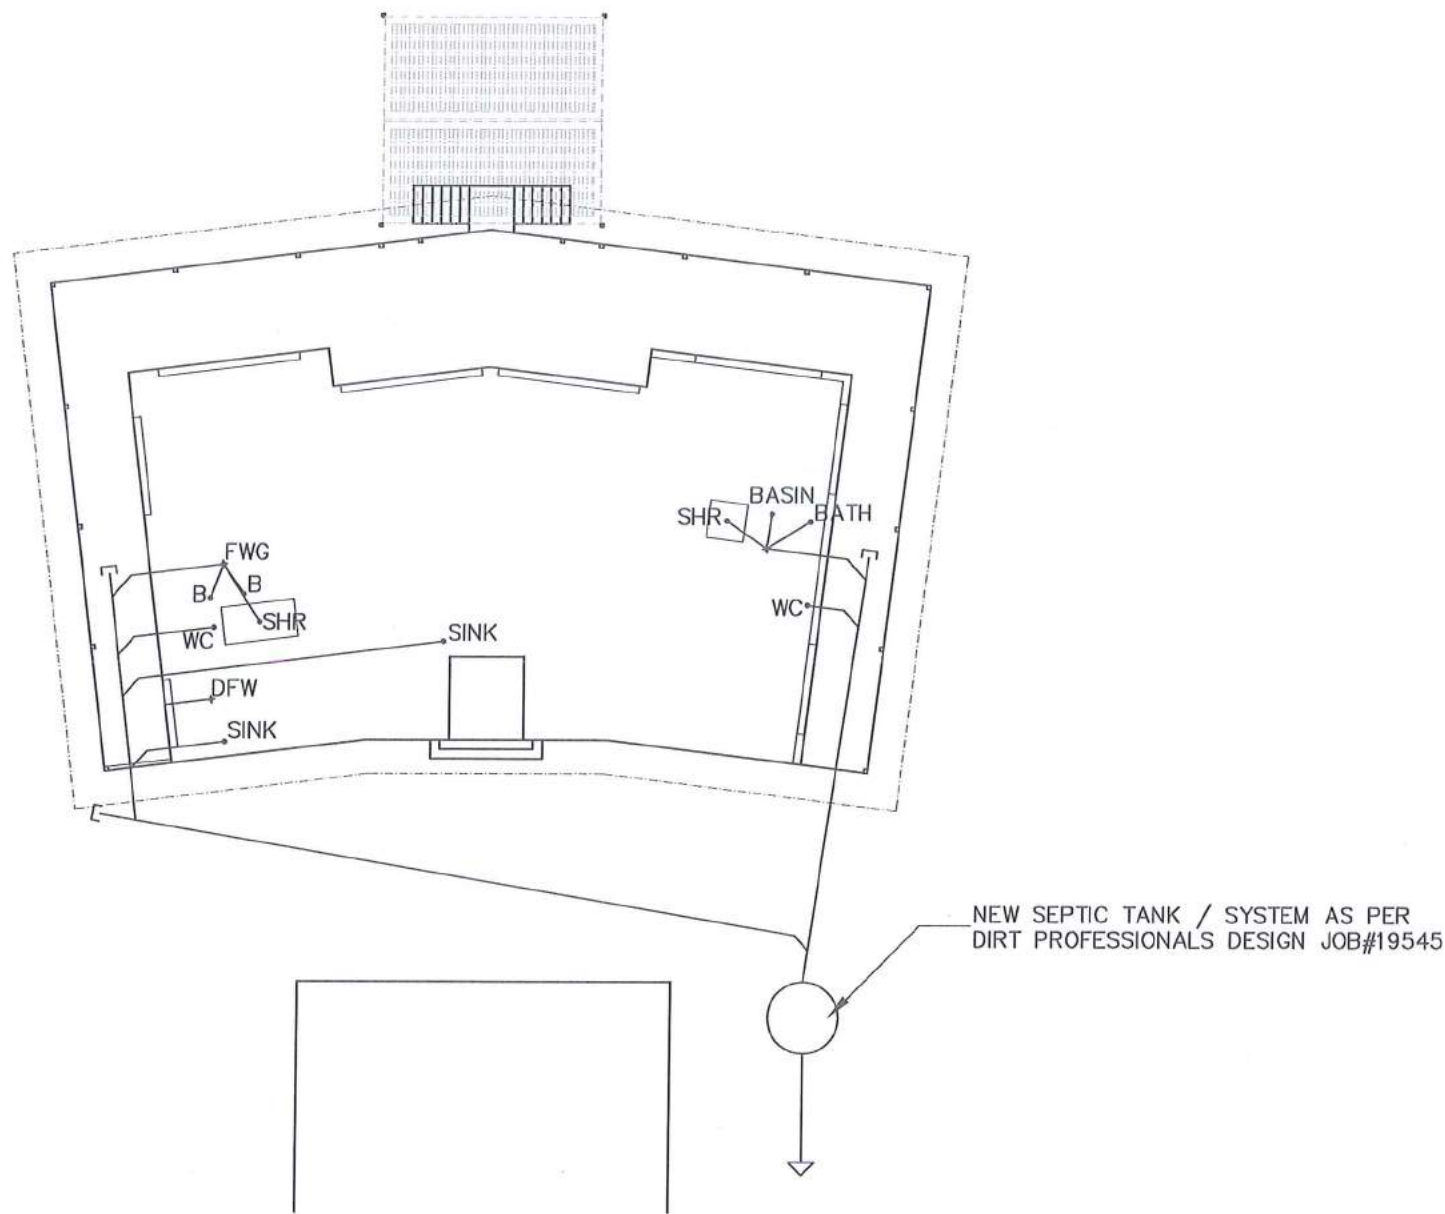 BASIN
SHR
BATH
FWG
B
B
WC
SHR
WC
SINK
DFW
SINK
NEW SEPTIC TANK / SYSTEM AS PER
DIRT PROFESSIONALS DESIGN JOB#19545